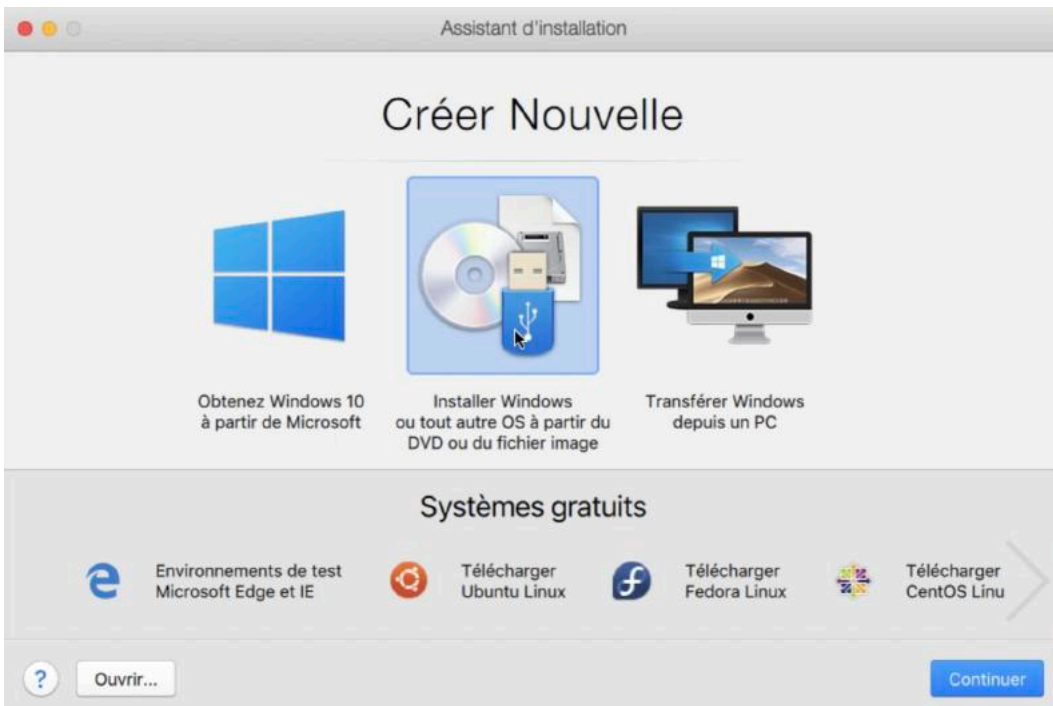 Assistant d'installation
Créer Nouvelle
Obtenez Windows 10
à partir de Microsoft
Installer Windows
ou tout autre OS à partir du
DVD ou du fichier image
Transférer Windows
depuis un PC
Systèmes gratuits
Environnements de test
Microsoft Edge et IE
Télécharger
Ubuntu Linux
Télécharger
Fedora Linux
Télécharger
CentOS Linu
?
Ouvrir...
Continuer